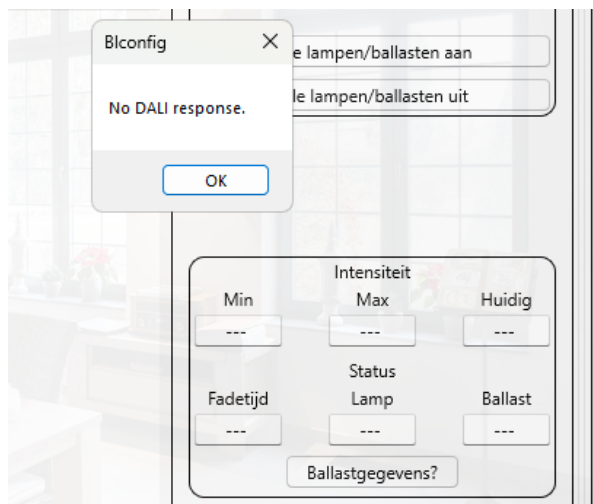 Blconfig
No DALI response.
OK
e lampen/ballasten aan
le lampen/ballasten uit
Intensiteit
Min Max Huidig
--- --- ---
Status
Fadetijd Lamp Ballast
--- --- ---
Ballastgegevens?